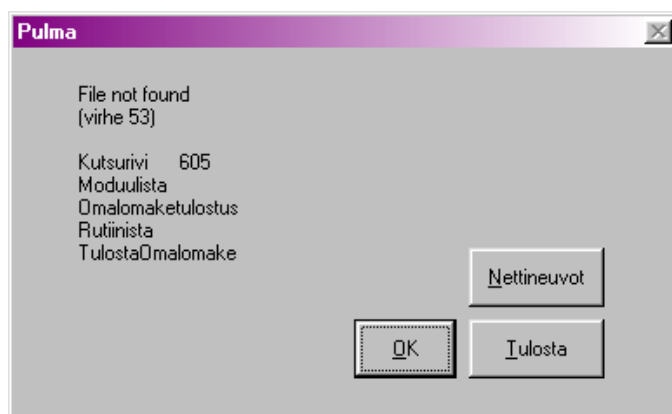 Pulma
File not found
(virhe 53)
Kutsurivi 605
Moduulista
Omalomaketulostus
Rutiinista
TulostaOmalomake
Nettineuvot
OK
Tulosta